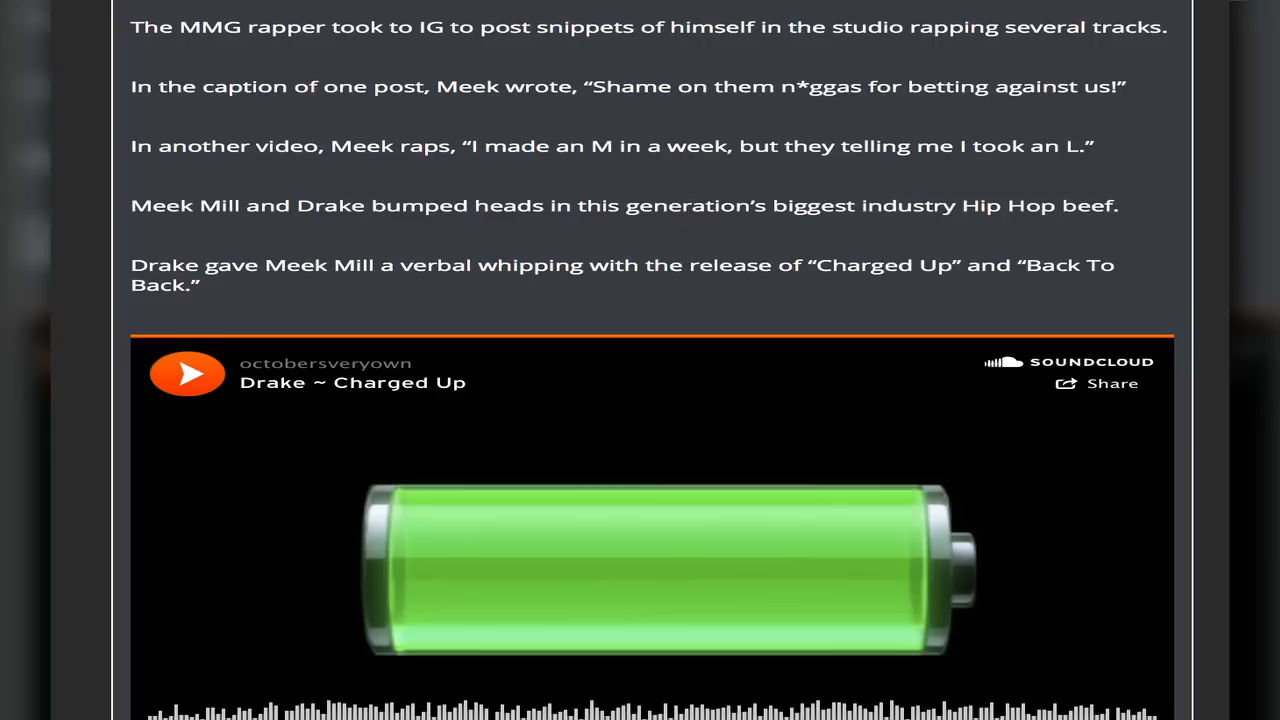 The MMG rapper took to IG to post snippets of himself in the studio rapping several tracks.
In the caption of one post, Meek wrote, “Shame on them n*ggas for betting against us!”
In another video, Meek raps, “I made an M in a week, but they telling me I took an L.”
Meek Mill and Drake bumped heads in this generation’s biggest industry Hip Hop beef.
Drake gave Meek Mill a verbal whipping with the release of “Charged Up” and “Back To
Back.”
octobersveryown
Drake ~ Charged Up
SOUNDCLOUD
Share